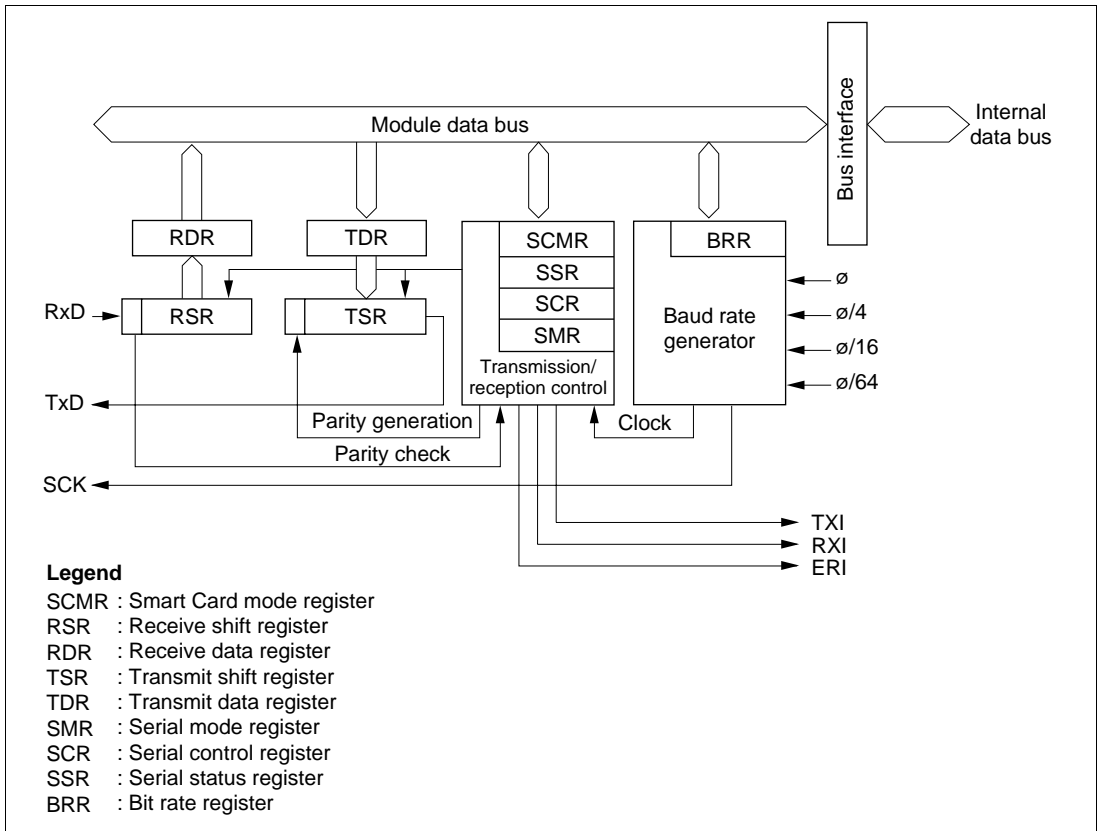 Module data bus
Bus interface
Internal
data bus
RDR
TDR
SCMR
BRR
SSR
SCR
SMR
RxD
RSR
TSR
Baud rate
generator
ø
ø/4
ø/16
ø/64
Transmission/
reception control
TxD
Parity generation
Clock
Parity check
SCK
TXI
RXI
ERI
Legend
SCMR : Smart Card mode register
RSR : Receive shift register
RDR : Receive data register
TSR : Transmit shift register
TDR : Transmit data register
SMR : Serial mode register
SCR : Serial control register
SSR : Serial status register
BRR : Bit rate register